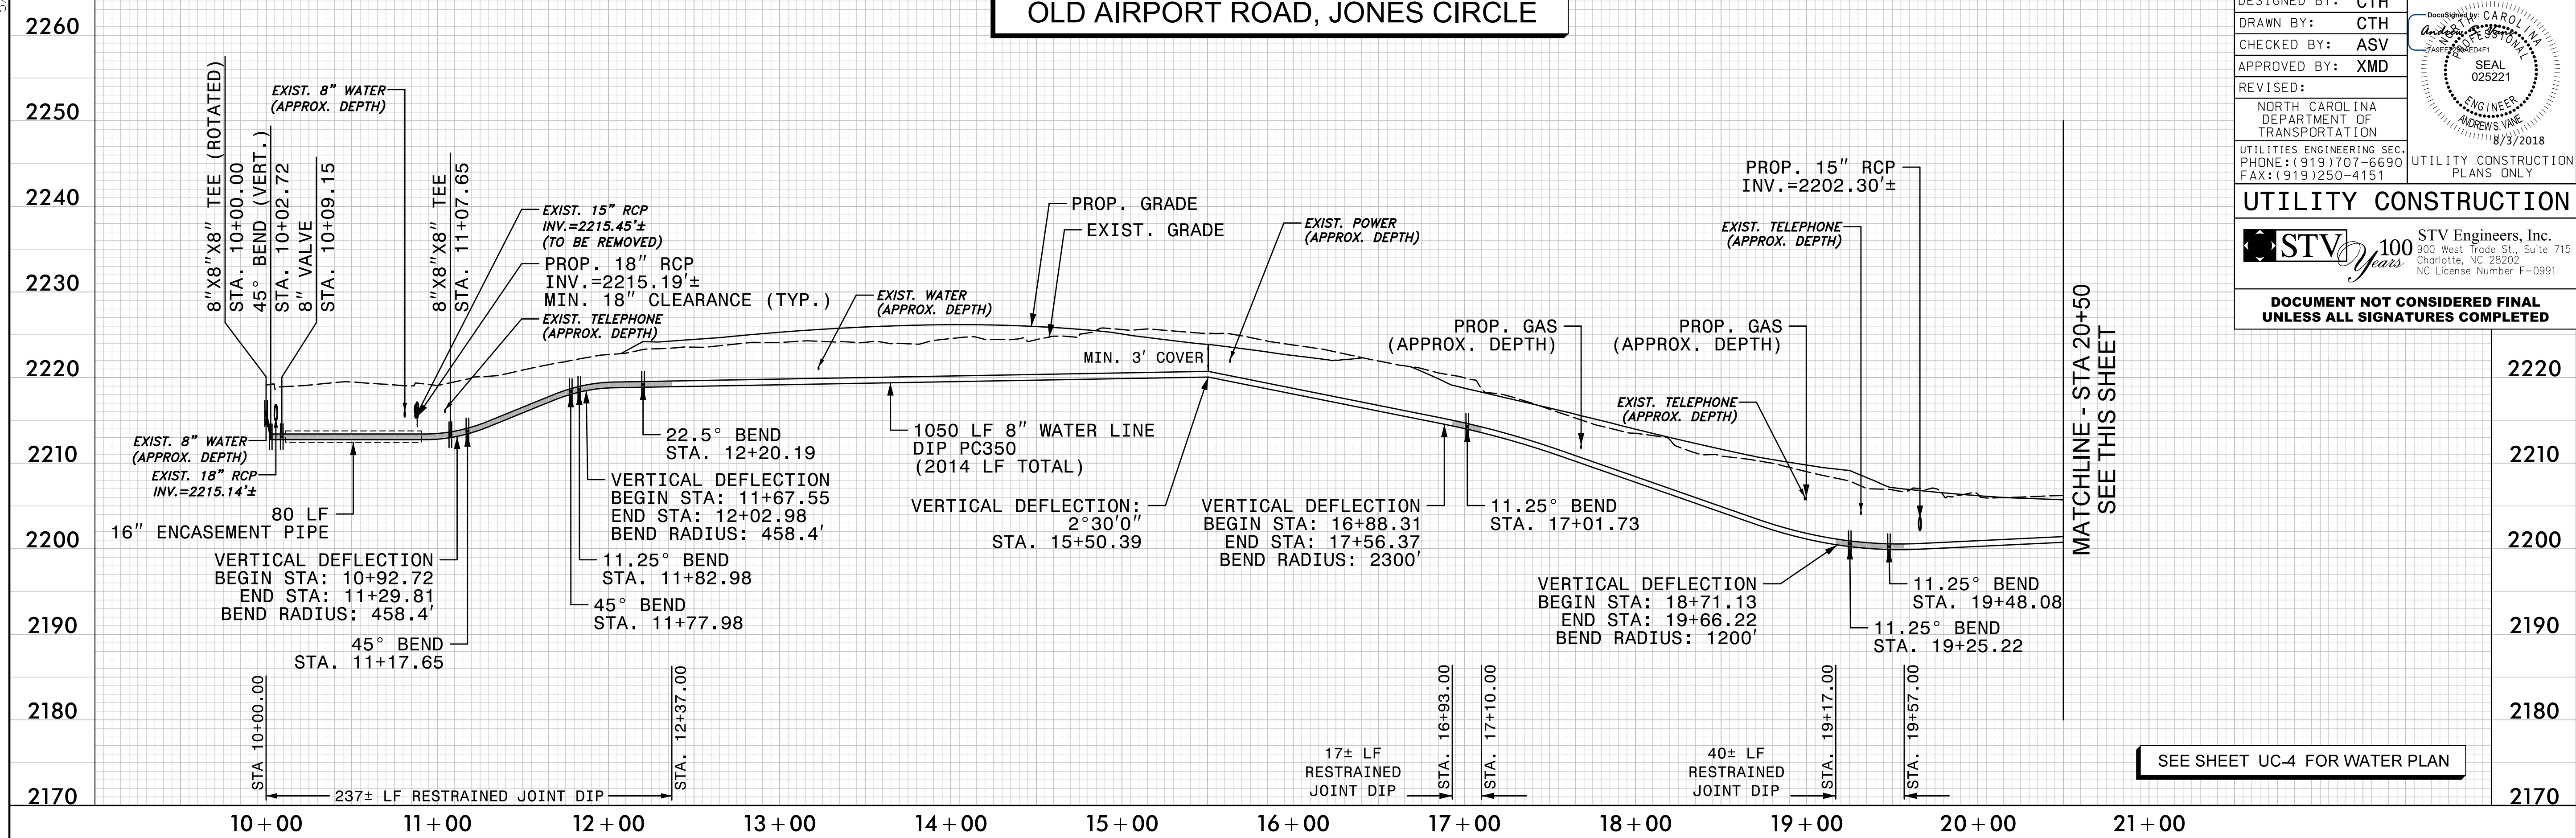 OLD AIRPORT ROAD, JONES CIRCLE
2260
2250
2240
2230
2220
2210
2200
2190
2180
2170
8"X8"X8" TEE (ROTATED)
STA. 10+00.00
45° BEND (VERT.)
STA. 10+02.72
8" VALVE
STA. 10+09.15
EXIST. 8" WATER
(APPROX. DEPTH)
8"X8"X8" TEE
STA. 11+07.65
EXIST. 15" RCP
INV.=2215.45'±
(TO BE REMOVED)
PROP. 18" RCP
INV.=2215.19'±
MIN. 18" CLEARANCE (TYP.)
EXIST. TELEPHONE
(APPROX. DEPTH)
EXIST. WATER
(APPROX. DEPTH)
PROP. GRADE
EXIST. GRADE
EXIST. POWER
(APPROX. DEPTH)
MIN. 3' COVER
PROP. GAS
(APPROX. DEPTH)
PROP. GAS
(APPROX. DEPTH)
PROP. 15" RCP
INV.=2202.30'±
EXIST. TELEPHONE
(APPROX. DEPTH)
EXIST. TELEPHONE
(APPROX. DEPTH)
EXIST. 8" WATER
(APPROX. DEPTH)
EXIST. 18" RCP
INV.=2215.14'±
80 LF
16" ENCASEMENT PIPE
VERTICAL DEFLECTION
BEGIN STA: 10+92.72
END STA: 11+29.81
BEND RADIUS: 458.4'
45° BEND
STA. 11+17.65
22.5° BEND
STA. 12+20.19
VERTICAL DEFLECTION
BEGIN STA: 11+67.55
END STA: 12+02.98
BEND RADIUS: 458.4'
11.25° BEND
STA. 11+82.98
45° BEND
STA. 11+77.98
1050 LF 8" WATER LINE
DIP PC350
(2014 LF TOTAL)
VERTICAL DEFLECTION:
2°30'0"
STA. 15+50.39
VERTICAL DEFLECTION
BEGIN STA: 16+88.31
END STA: 17+56.37
BEND RADIUS: 2300'
11.25° BEND
STA. 17+01.73
VERTICAL DEFLECTION
BEGIN STA: 18+71.13
END STA: 19+66.22
BEND RADIUS: 1200'
11.25° BEND
STA. 19+48.08
11.25° BEND
STA. 19+25.22
MATCHLINE - STA 20+50
SEE THIS SHEET
STA 10+00.00
237± LF RESTRAINED JOINT DIP
STA. 12+37.00
17± LF
RESTRAINED
JOINT DIP
STA. 16+93.00
STA. 17+10.00
40± LF
RESTRAINED
JOINT DIP
STA. 19+17.00
STA. 19+57.00
10+00
11+00
12+00
13+00
14+00
15+00
16+00
17+00
18+00
19+00
20+00
21+00
2220
2210
2200
2190
2180
2170
SEE SHEET UC-4 FOR WATER PLAN
DESIGNED BY: CTH
DRAWN BY: CTH
CHECKED BY: ASV
APPROVED BY: XMD
REVISED:
NORTH CAROLINA
DEPARTMENT OF
TRANSPORTATION
UTILITIES ENGINEERING SEC.
PHONE:(919)707-6690
FAX:(919)250-4151
DocuSigned by:
NORTH CAROLINA
PROFESSIONAL
SEAL
025221
ENGINEER
ANDREW S. VANE
8/3/2018
UTILITY CONSTRUCTION
PLANS ONLY
UTILITY CONSTRUCTION
STV 100 Years
STV Engineers, Inc.
900 West Trade St., Suite 715
Charlotte, NC 28202
NC License Number F-0991
DOCUMENT NOT CONSIDERED FINAL
UNLESS ALL SIGNATURES COMPLETED